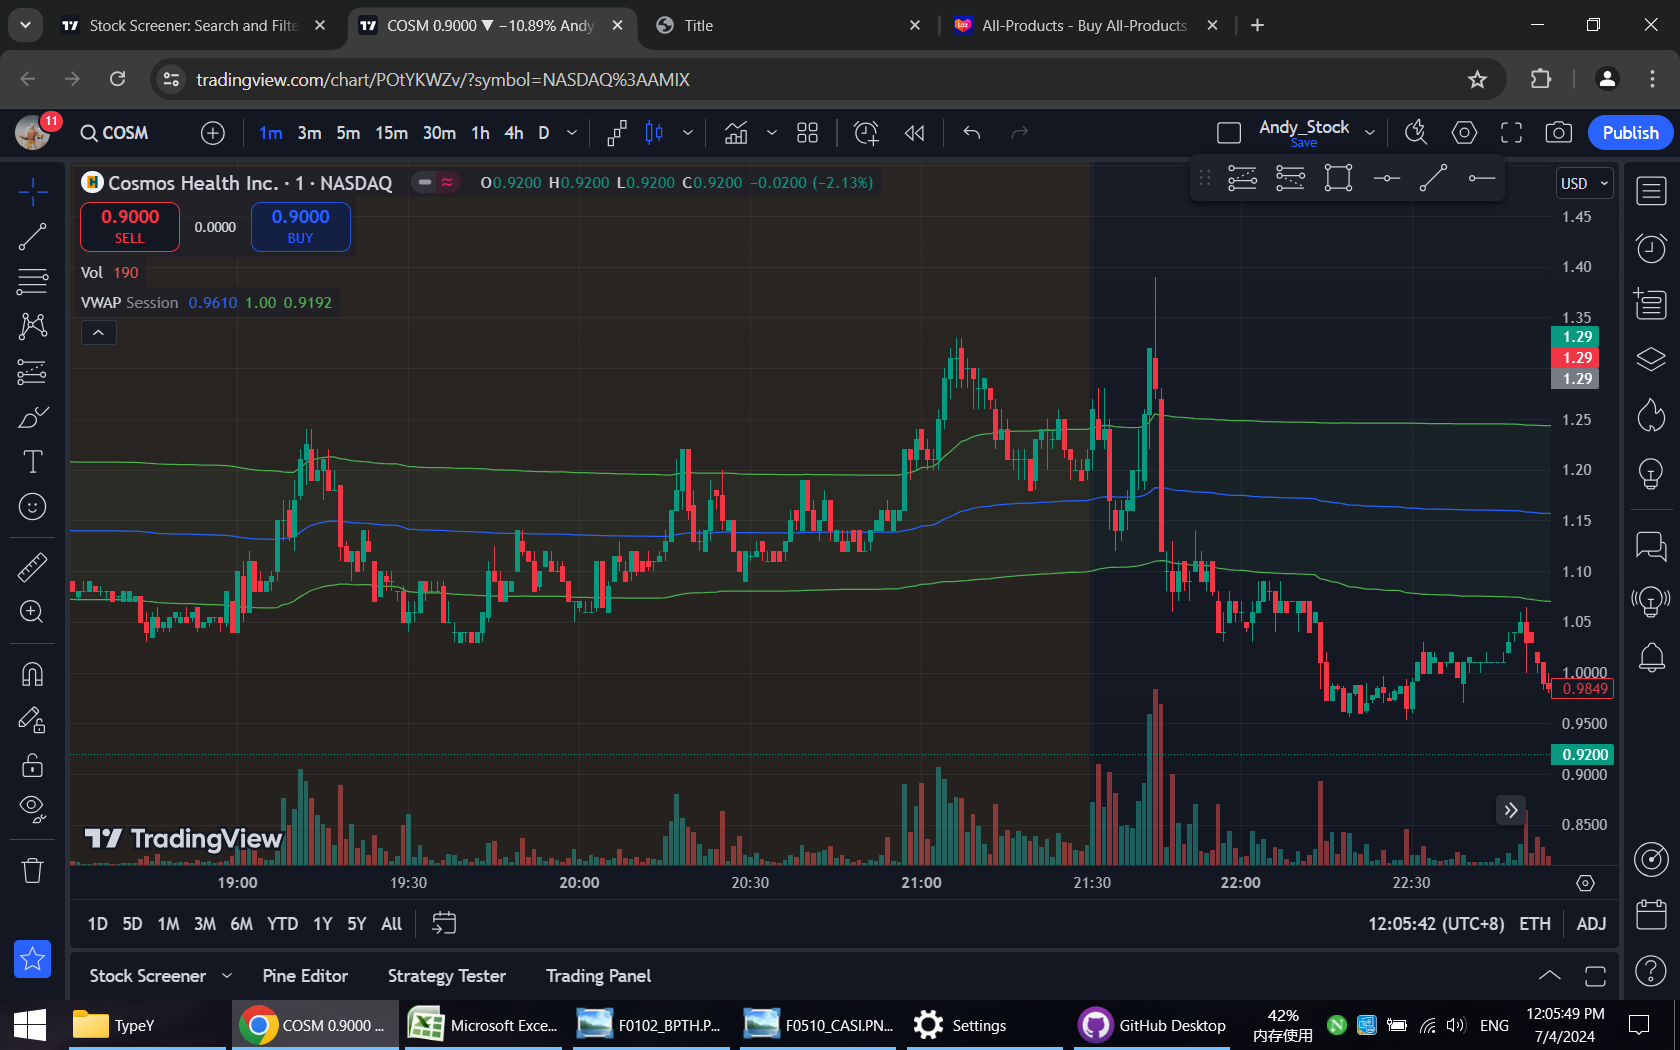 Stock Screener: Search and Filte
COSM 0.9000 ▼ −10.89% Andy_
Title
All-Products - Buy All-Products
tradingview.com/chart/POtYKWZv/?symbol=NASDAQ%3AAMIX
11
COSM
1m 3m 5m 15m 30m 1h 4h D
Andy_Stock
Save
Publish
Cosmos Health Inc. · 1 · NASDAQ
O0.9200 H0.9200 L0.9200 C0.9200 −0.0200 (−2.13%)
USD
0.9000
SELL
0.0000
0.9000
BUY
Vol 190
VWAP Session 0.9610 1.00 0.9192
1.45
1.40
1.35
1.29
1.29
1.29
1.25
1.20
1.15
1.10
1.05
1.0000
0.9849
0.9500
0.9200
0.9000
0.8500
TradingView
19:00 19:30 20:00 20:30 21:00 21:30 22:00 22:30
1D 5D 1M 3M 6M YTD 1Y 5Y All
12:05:42 (UTC+8) ETH ADJ
Stock Screener Pine Editor Strategy Tester Trading Panel
TypeY
COSM 0.9000 ...
Microsoft Exce...
F0102_BPTH.P...
F0510_CASI.PN...
Settings
GitHub Desktop
42%
内存使用
ENG
12:05:49 PM
7/4/2024